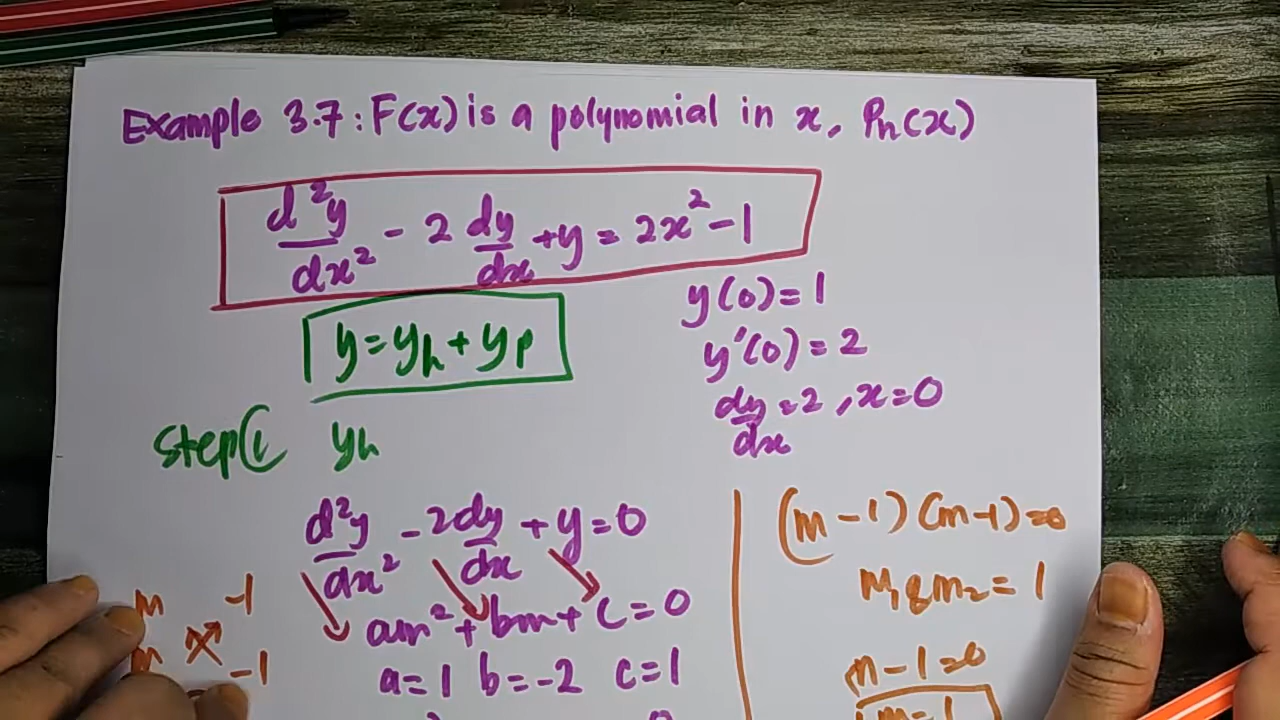 Example 3.7: F(x) is a polynomial in x, Pn(x)
d²y/dx² - 2 dy/dx + y = 2x² - 1
y(0) = 1
y = yh + yp
y'(0) = 2
dy/dx = 2, x = 0
Step 1 yh
d²y/dx² - 2dy/dx + y = 0
am² + bm + c = 0
a = 1 b = -2 c = 1
m -1
m -1
(m - 1)(m - 1) = 0
m₁ & m₂ = 1
m - 1 = 0
m = 1